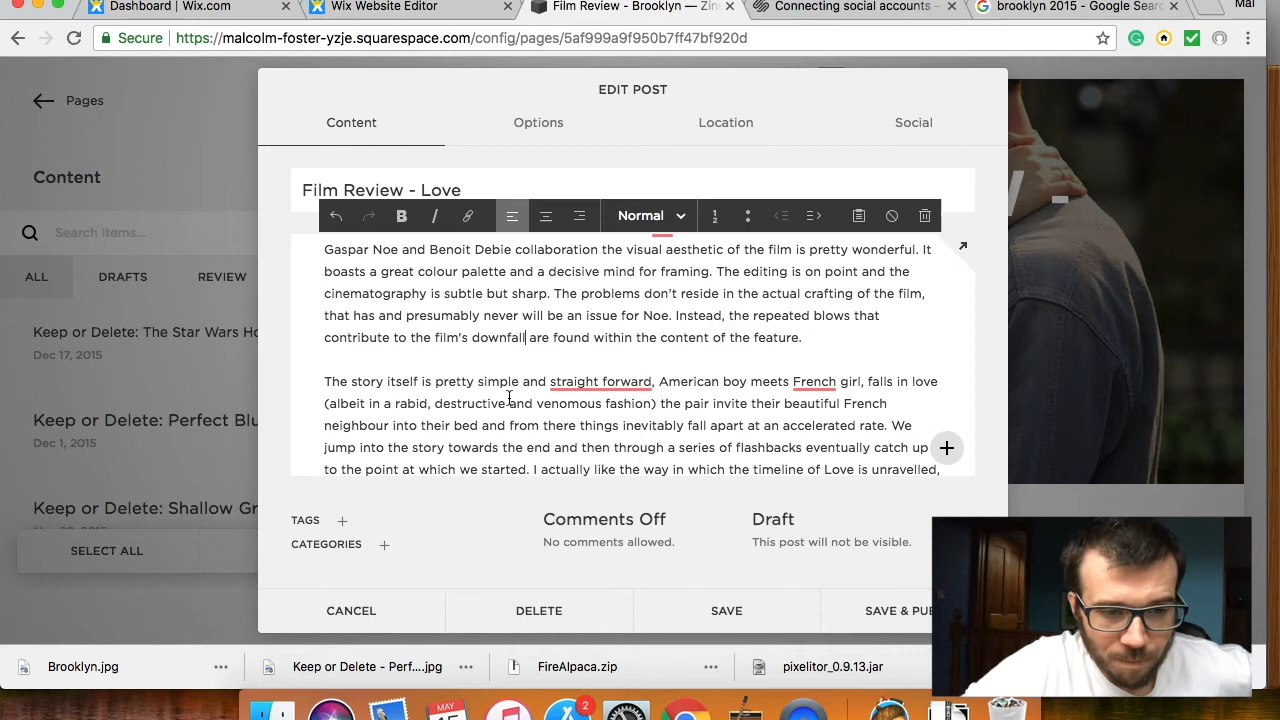 Dashboard | Wix.com
Wix Website Editor
Film Review - Brooklyn — Zine
Connecting social accounts –
brooklyn 2015 - Google Search
Mal
Secure
https://malcolm-foster-yzje.squarespace.com/config/pages/5af999a9f950b7ff47bf920d
Pages
Content
Search items...
ALL
DRAFTS
REVIEW
Keep or Delete: The Star Wars Ho
Dec 17, 2015
Keep or Delete: Perfect Blu
Dec 1, 2015
Keep or Delete: Shallow Gr
SELECT ALL
EDIT POST
Content
Options
Location
Social
Film Review - Love
Normal
Gaspar Noe and Benoit Debie collaboration the visual aesthetic of the film is pretty wonderful. It
boasts a great colour palette and a decisive mind for framing. The editing is on point and the
cinematography is subtle but sharp. The problems don't reside in the actual crafting of the film,
that has and presumably never will be an issue for Noe. Instead, the repeated blows that
contribute to the film's downfall are found within the content of the feature.
The story itself is pretty simple and straight forward, American boy meets French girl, falls in love
(albeit in a rabid, destructive and venomous fashion) the pair invite their beautiful French
neighbour into their bed and from there things inevitably fall apart at an accelerated rate. We
jump into the story towards the end and then through a series of flashbacks eventually catch up
to the point at which we started. I actually like the way in which the timeline of Love is unravelled,
TAGS
CATEGORIES
Comments Off
No comments allowed.
Draft
This post will not be visible.
CANCEL
DELETE
SAVE
SAVE & PU
Brooklyn.jpg
Keep or Delete - Perf....jpg
FireAlpaca.zip
pixelitor_0.9.13.jar
MAY
2